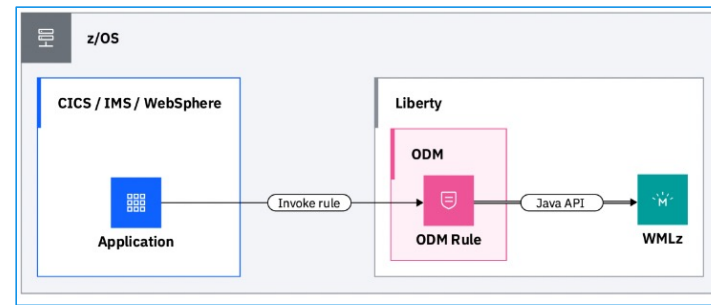 z/OS
CICS / IMS / WebSphere
Liberty
ODM
Invoke rule
Java API
M
Application
ODM Rule
WMLz